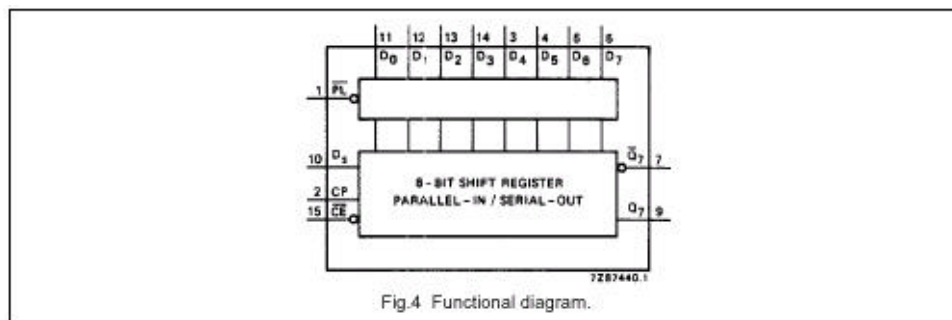 11 12 13 14 3 4 5 6
D0 D1 D2 D3 D4 D5 D6 D7
1 PL
10 Ds
Q7 7
8-BIT SHIFT REGISTER
2 CP
PARALLEL-IN / SERIAL-OUT
15 CE
Q7 9
7Z87440.1
Fig.4 Functional diagram.